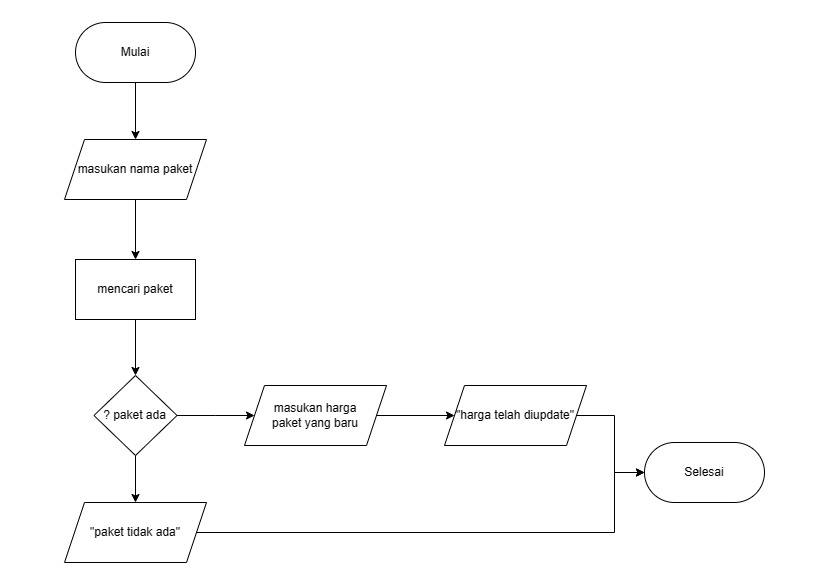 Mulai
masukan nama paket
mencari paket
? paket ada
masukan harga
paket yang baru
"harga telah diupdate"
Selesai
"paket tidak ada"